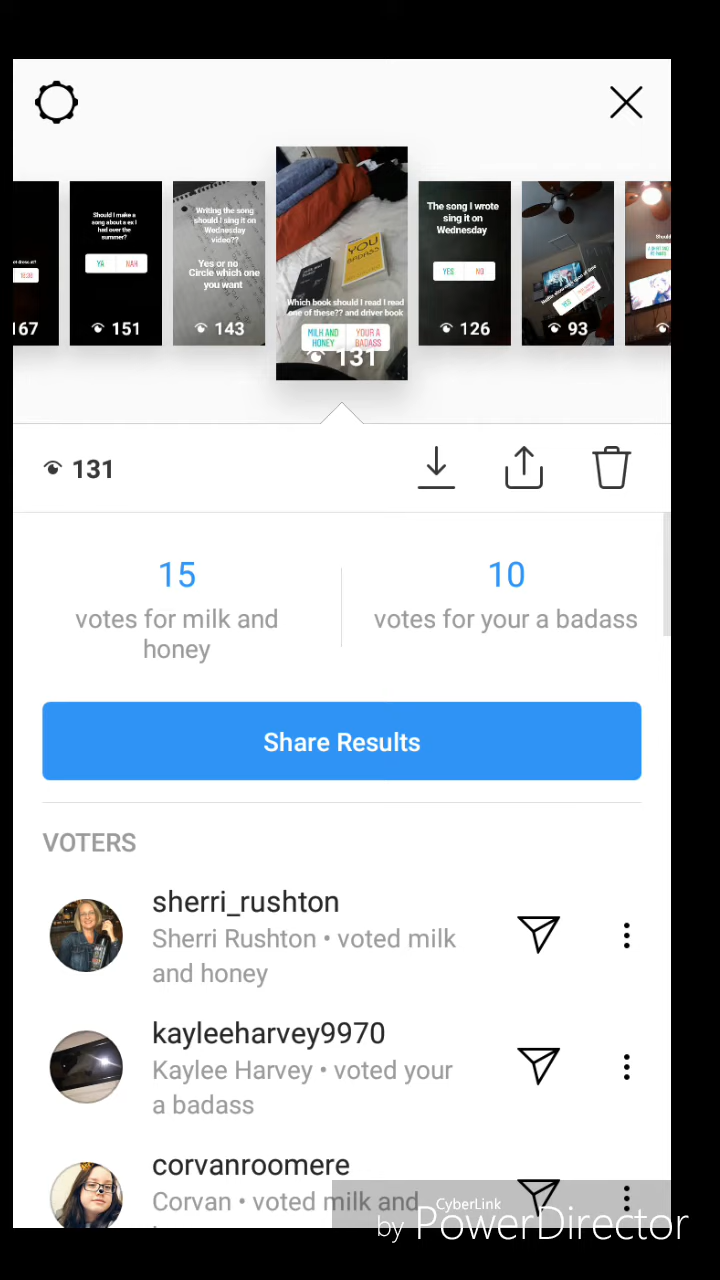 Should I make a
song about a ex I
had over the
summer?
YA NAH
Writing the song
should I sing it on
Wednesday
video??
Yes or no
Circle which one
you want
YOU
BADASS
Which book should I read I read
one of these?? and driver book
MILK AND
HONEY
YOUR A
BADASS
The song I wrote
sing it on
Wednesday
YES NO
167
151
143
131
126
93
131
15
votes for milk and
honey
10
votes for your a badass
Share Results
VOTERS
sherri_rushton
Sherri Rushton • voted milk
and honey
kayleeharvey9970
Kaylee Harvey • voted your
a badass
corvanroomere
Corvan • voted milk and
by CyberLink
PowerDirector